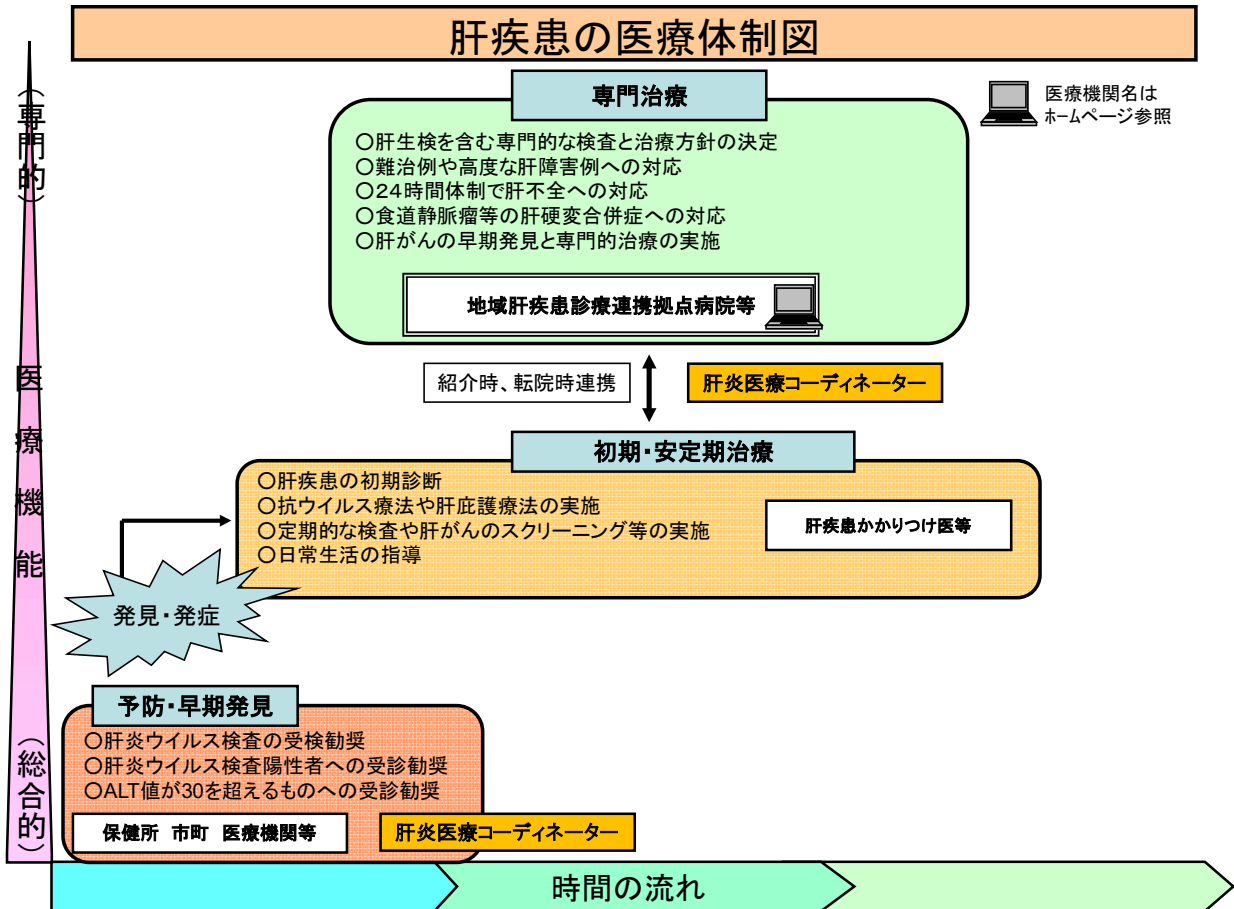 肝疾患の医療体制図
(専門的)
医療機能
(総合的)
医療機関名は
ホームページ参照
専門治療
○肝生検を含む専門的な検査と治療方針の決定
○難治例や高度な肝障害例への対応
○24時間体制で肝不全への対応
○食道静脈瘤等の肝硬変合併症への対応
○肝がんの早期発見と専門的治療の実施
地域肝疾患診療連携拠点病院等
紹介時、転院時連携
肝炎医療コーディネーター
初期・安定期治療
○肝疾患の初期診断
○抗ウイルス療法や肝庇護療法の実施
○定期的な検査や肝がんのスクリーニング等の実施
○日常生活の指導
肝疾患かかりつけ医等
発見・発症
予防・早期発見
○肝炎ウイルス検査の受検勧奨
○肝炎ウイルス検査陽性者への受診勧奨
○ALT値が30を超えるものへの受診勧奨
保健所 市町 医療機関等
肝炎医療コーディネーター
時間の流れ